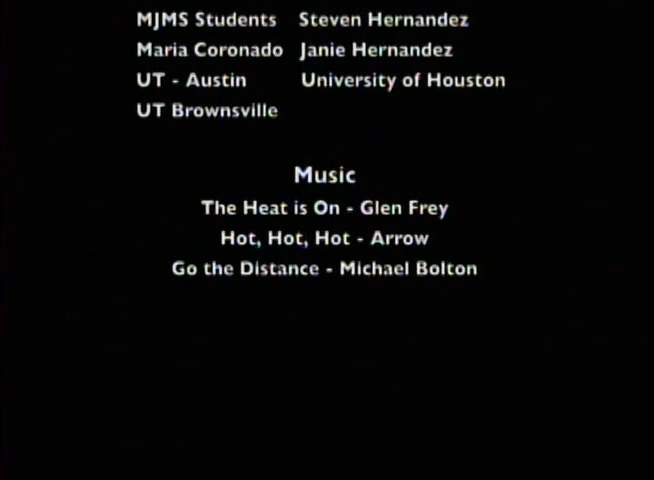 MJMS Students Steven Hernandez
Maria Coronado Janie Hernandez
UT - Austin University of Houston
UT Brownsville
Music
The Heat is On - Glen Frey
Hot, Hot, Hot - Arrow
Go the Distance - Michael Bolton